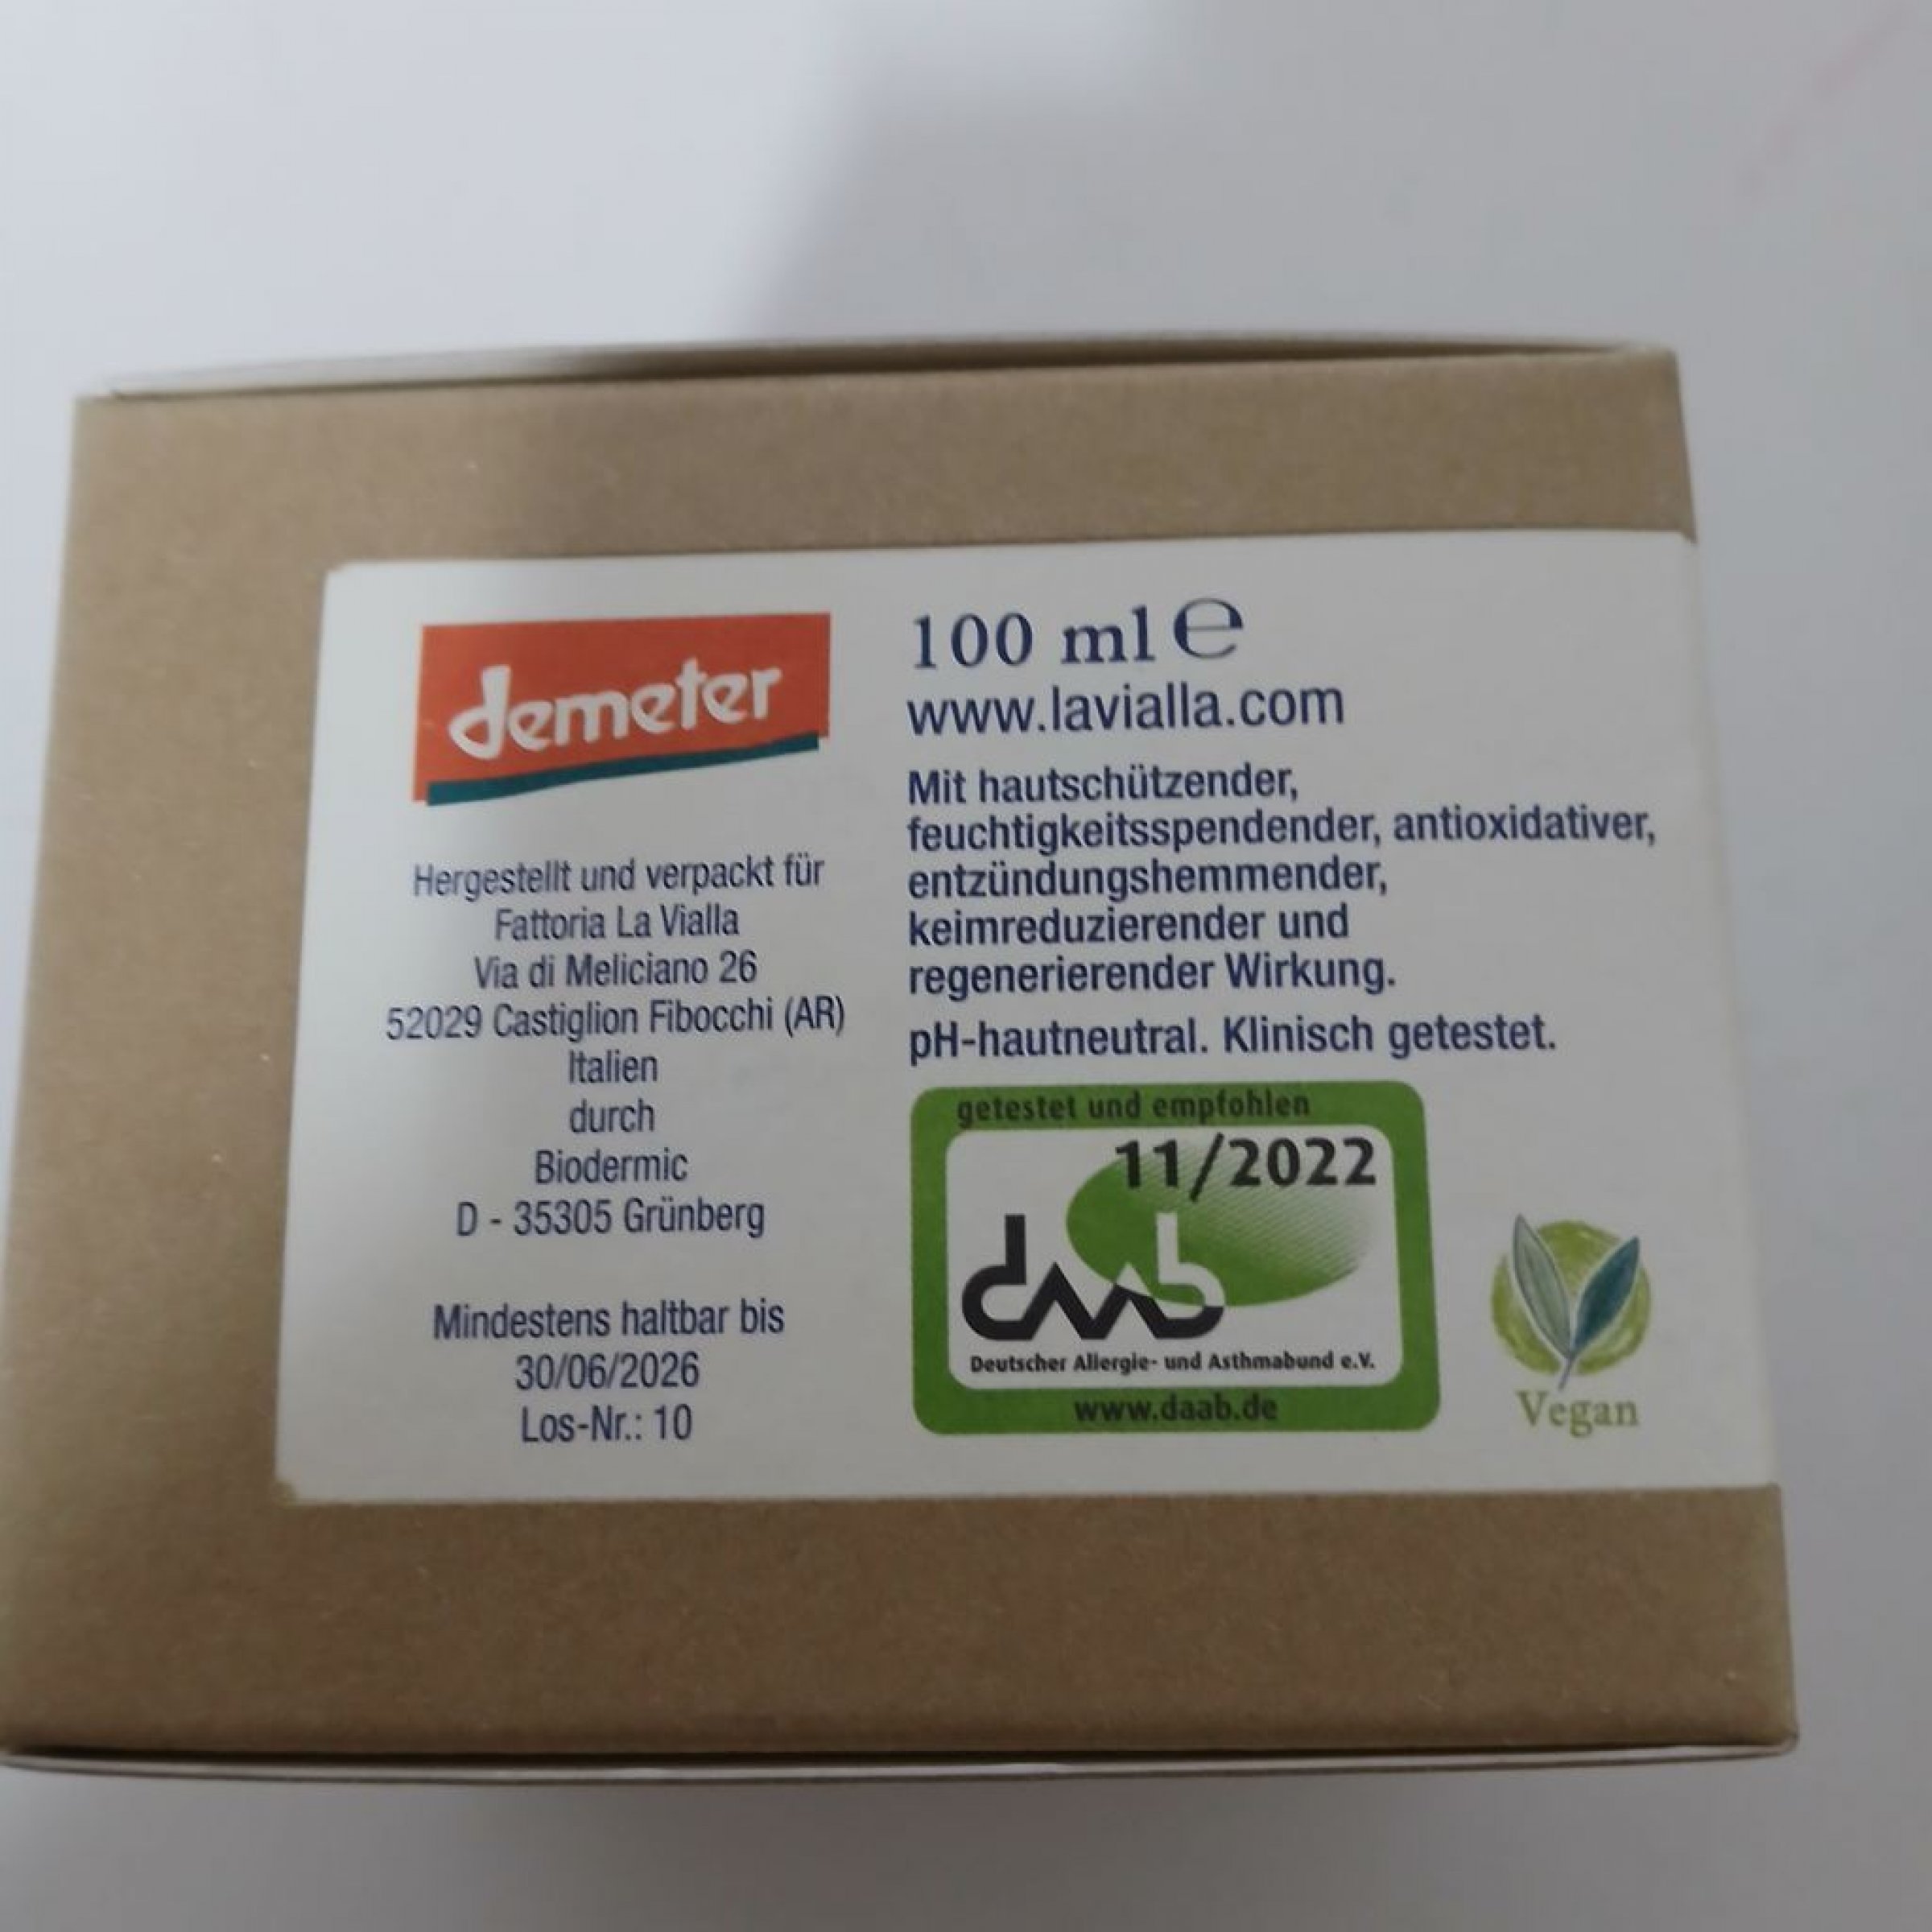 demeter
Hergestellt und verpackt für
Fattoria La Vialla
Via di Meliciano 26
52029 Castiglion Fibocchi (AR)
Italien
durch
Biodermic
D - 35305 Grünberg
Mindestens haltbar bis
30/06/2026
Los-Nr.: 10
100 ml ℮
www.lavialla.com
Mit hautschützender,
feuchtigkeitsspendender, antioxidativer,
entzündungshemmender,
keimreduzierender und
regenerierender Wirkung.
pH-hautneutral. Klinisch getestet.
getestet und empfohlen
11/2022
daab
Deutscher Allergie- und Asthmabund e.V.
www.daab.de
Vegan